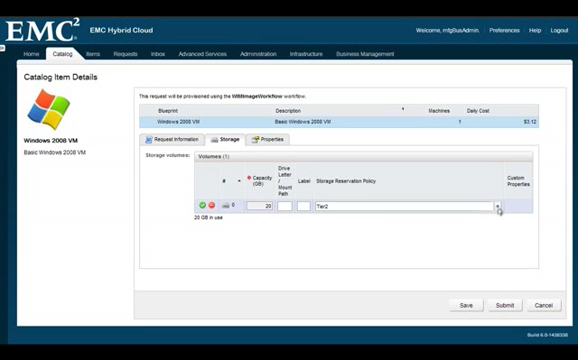 EMC² EMC Hybrid Cloud
Welcome, mtgBusAdmin. Preferences Help Logout
Home Catalog Items Requests Inbox Advanced Services Administration Infrastructure Business Management
Catalog Item Details
Windows 2008 VM
Basic Windows 2008 VM
This request will be provisioned using the WIMImageWorkflow workflow.
Blueprint Description * Machines Daily Cost
Windows 2008 VM Basic Windows 2008 VM 1 $3.12
Request Information Storage Properties
Storage volumes: Volumes (1)
# * Capacity (GB) Drive Letter / Mount Path Label Storage Reservation Policy Custom Properties
0 20 Tier2
20 GB in use
Save Submit Cancel